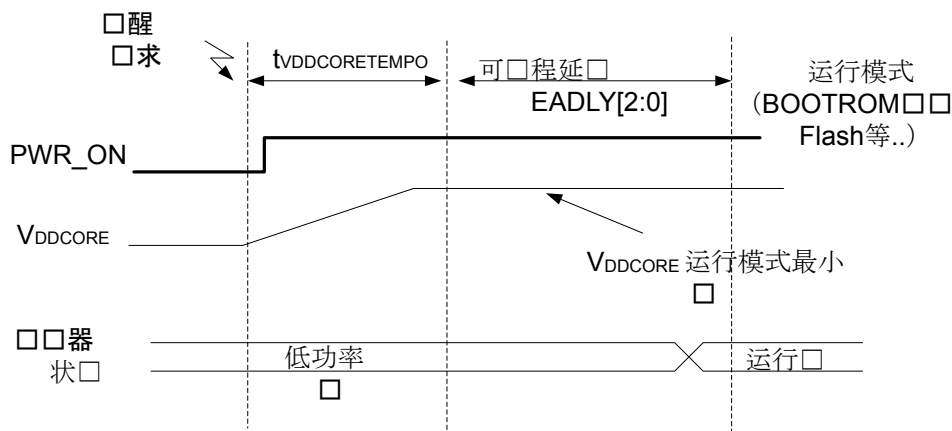 □醒
□求
tVDDCORETEMPO
可□程延□
EADLY[2:0]
运行模式
（BOOTROM□□
Flash等..）
PWR_ON
VDDCORE
VDDCORE 运行模式最小
□
□□器
状□
低功率
□
运行□